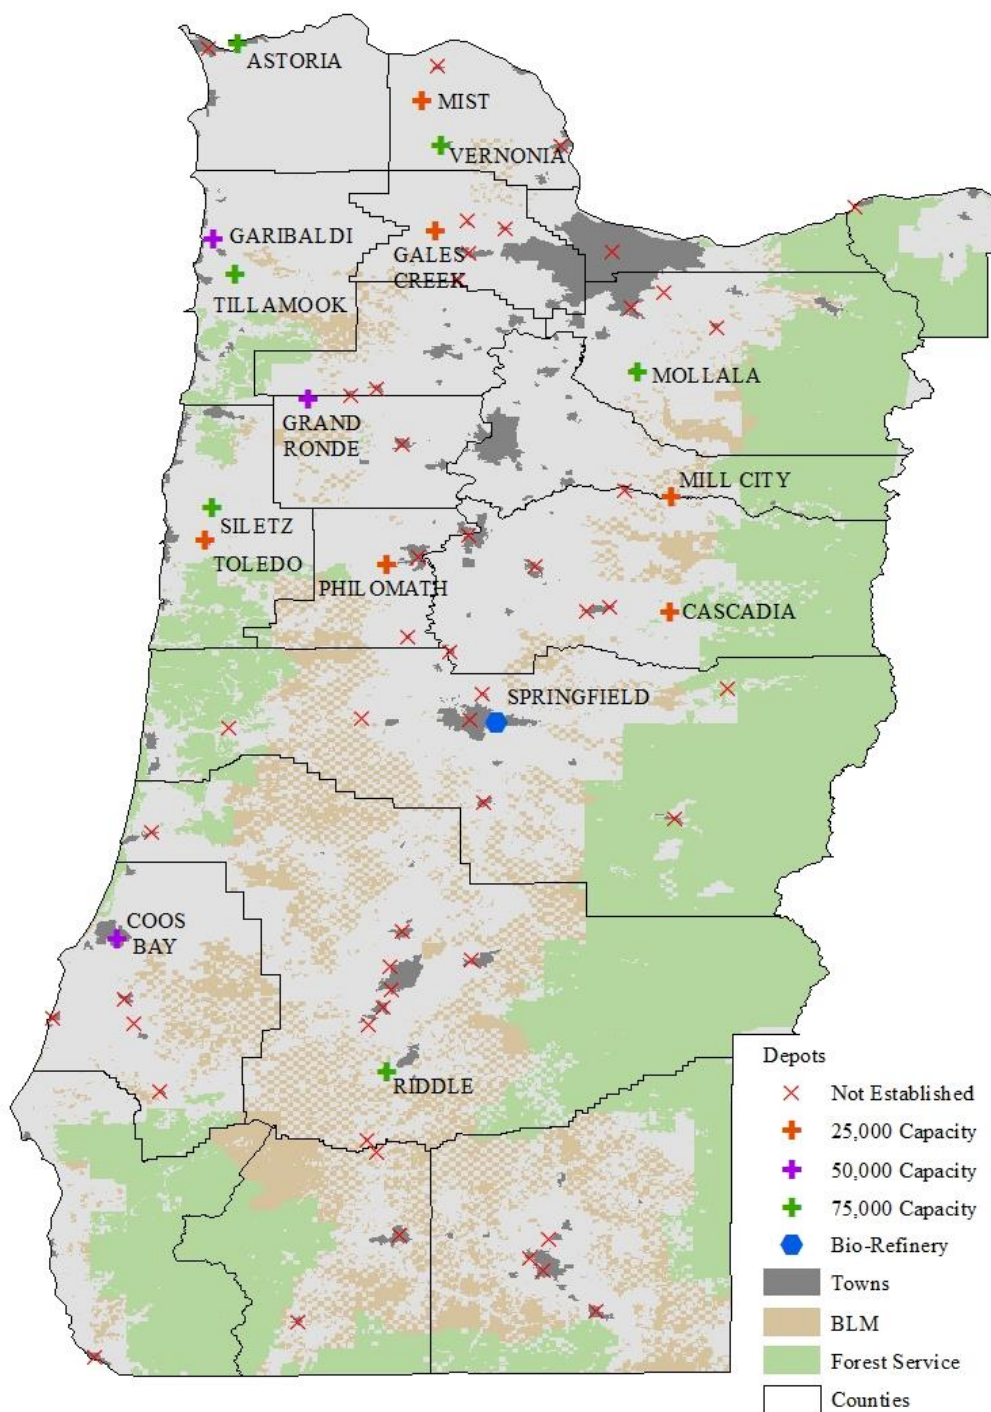 ASTORIA
MIST
VERNONIA
GARIBALDI
GALES
CREEK
TILLAMOOK
MOLLALA
GRAND
RONDE
MILL CITY
SILETZ
TOLEDO
PHILOMATH
CASCADIA
SPRINGFIELD
COOS
BAY
RIDDLE
Depots
Not Established
25,000 Capacity
50,000 Capacity
75,000 Capacity
Bio-Refinery
Towns
BLM
Forest Service
Counties